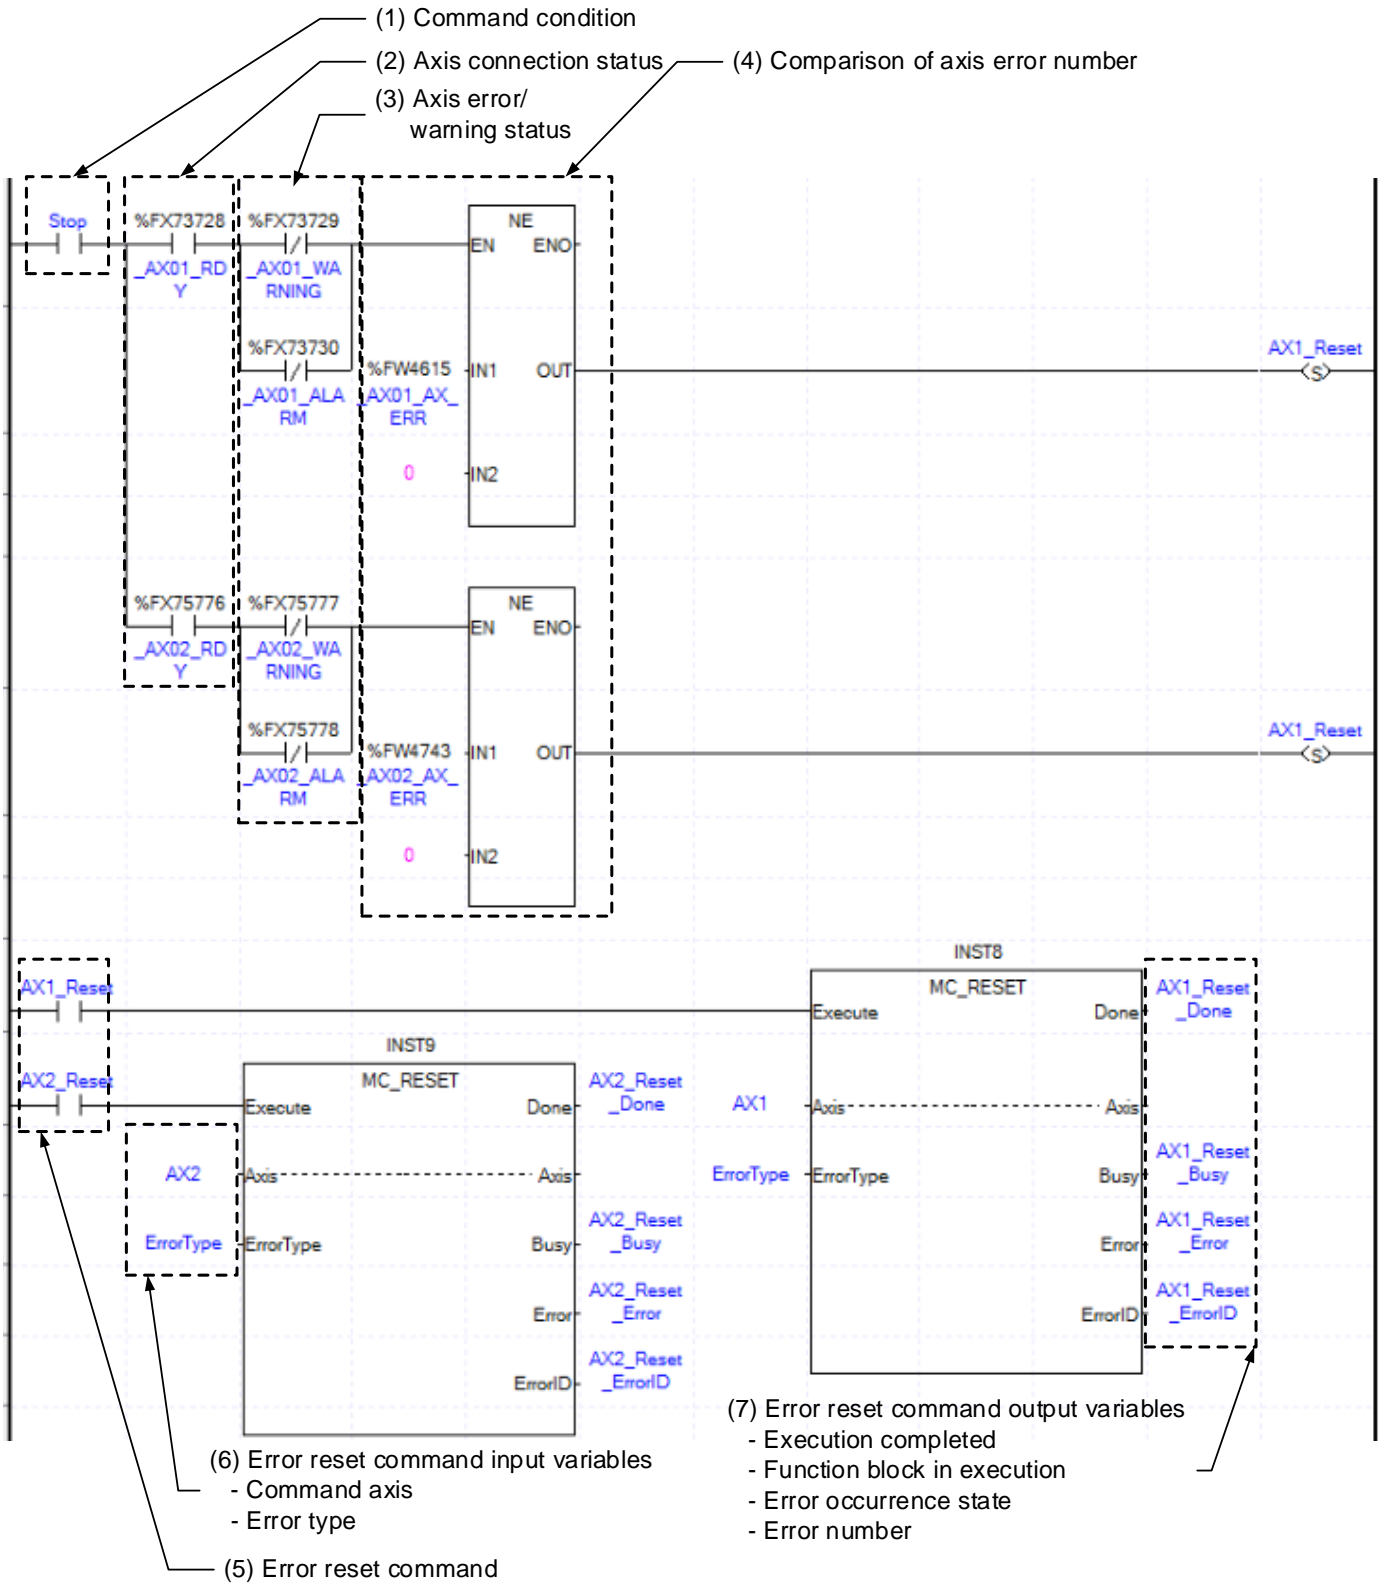 (1) Command condition
(2) Axis connection status
(4) Comparison of axis error number
(3) Axis error/
warning status
Stop
%FX73728
%FX73729
NE
EN
ENO
_AX01_RD
Y
_AX01_WA
RNING
%FX73730
%FW4615
IN1
OUT
AX1_Reset
S
_AX01_ALA
RM
_AX01_AX_
ERR
0
IN2
%FX75776
%FX75777
NE
EN
ENO
_AX02_RD
Y
_AX02_WA
RNING
%FX75778
%FW4743
IN1
OUT
AX1_Reset
S
_AX02_ALA
RM
_AX02_AX_
ERR
0
IN2
INST8
AX1_Reset
MC_RESET
Execute
Done
AX1_Reset
_Done
INST9
AX2_Reset
MC_RESET
Execute
Done
AX2_Reset
_Done
AX1
Axis
Axis
AX2
Axis
Axis
ErrorType
ErrorType
Busy
AX1_Reset
_Busy
ErrorType
ErrorType
Busy
AX2_Reset
_Busy
Error
AX1_Reset
_Error
Error
AX2_Reset
_Error
ErrorID
AX1_Reset
_ErrorID
ErrorID
AX2_Reset
_ErrorID
(7) Error reset command output variables
- Execution completed
- Function block in execution
- Error occurrence state
- Error number
(6) Error reset command input variables
- Command axis
- Error type
(5) Error reset command